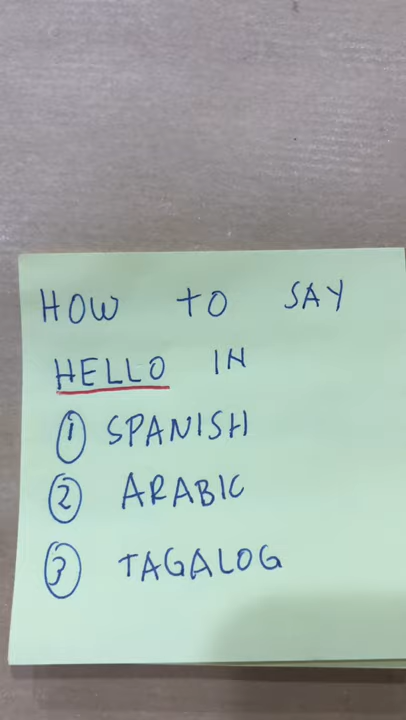 HOW TO SAY
HELLO IN
① SPANISH
② ARABIC
③ TAGALOG